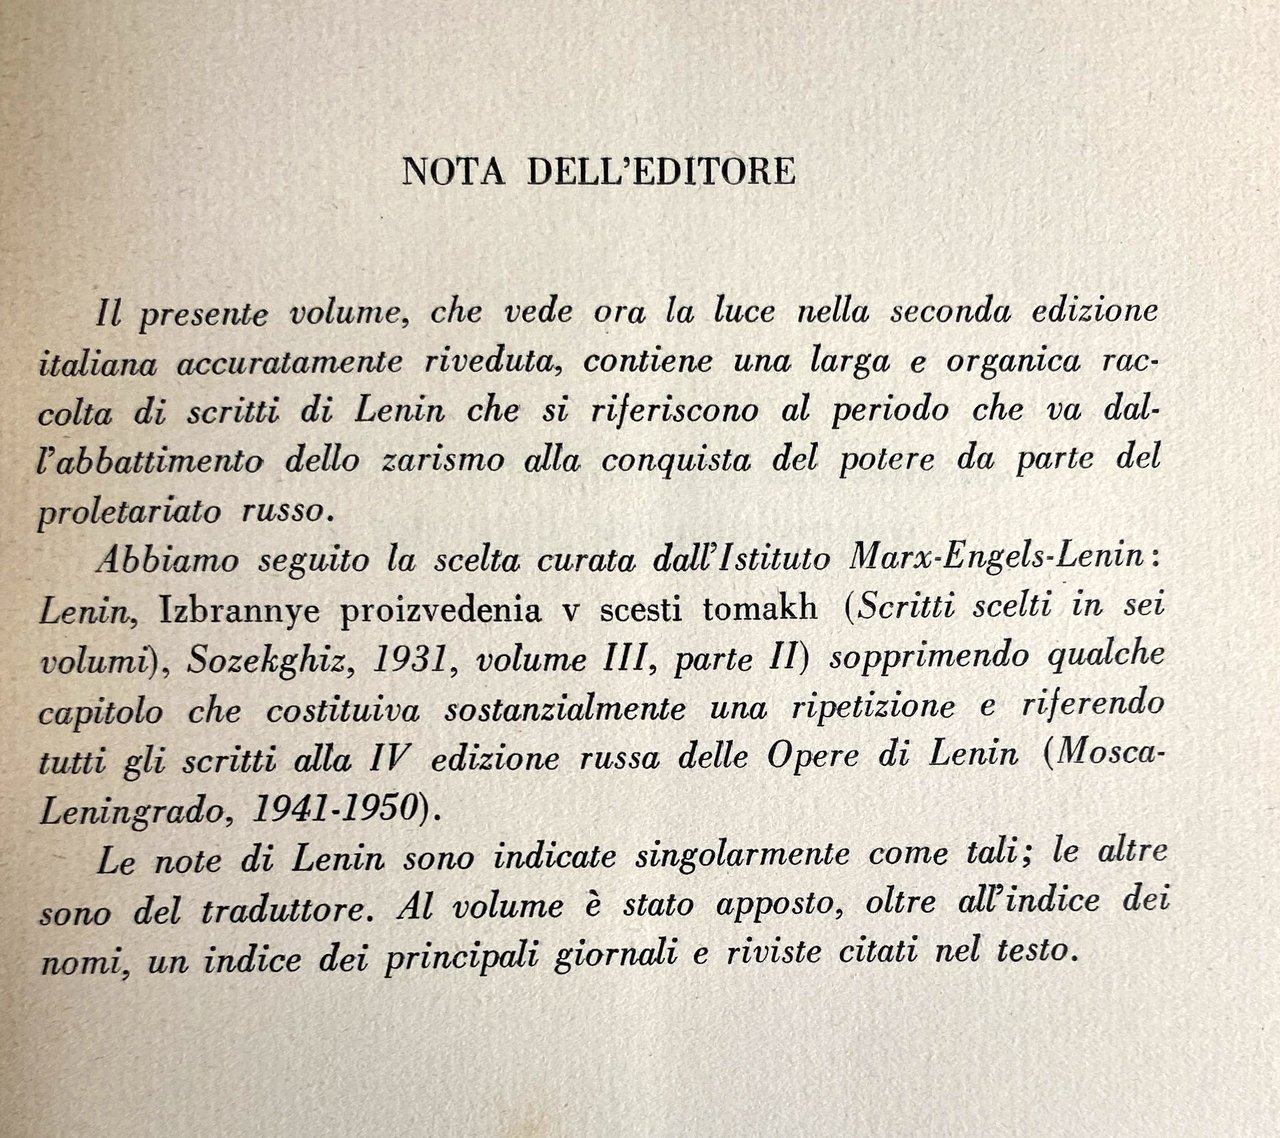 NOTA DELL'EDITORE
Il presente volume, che vede ora la luce nella seconda edizione
italiana accuratamente riveduta, contiene una larga e organica rac-
colta di scritti di Lenin che si riferiscono al periodo che va dal-
l'abbattimento dello zarismo alla conquista del potere da parte del
proletariato russo.
Abbiamo seguito la scelta curata dall'Istituto Marx-Engels-Lenin:
Lenin, Izbrannye proizvedenia v scesti tomakh (Scritti scelti in sei
volumi), Sozekghiz, 1931, volume III, parte II) sopprimendo qualche
capitolo che costituiva sostanzialmente una ripetizione e riferendo
tutti gli scritti alla IV edizione russa delle Opere di Lenin (Mosca-
Leningrado, 1941-1950).
Le note di Lenin sono indicate singolarmente come tali; le altre
sono del traduttore. Al volume è stato apposto, oltre all'indice dei
nomi, un indice dei principali giornali e riviste citati nel testo.